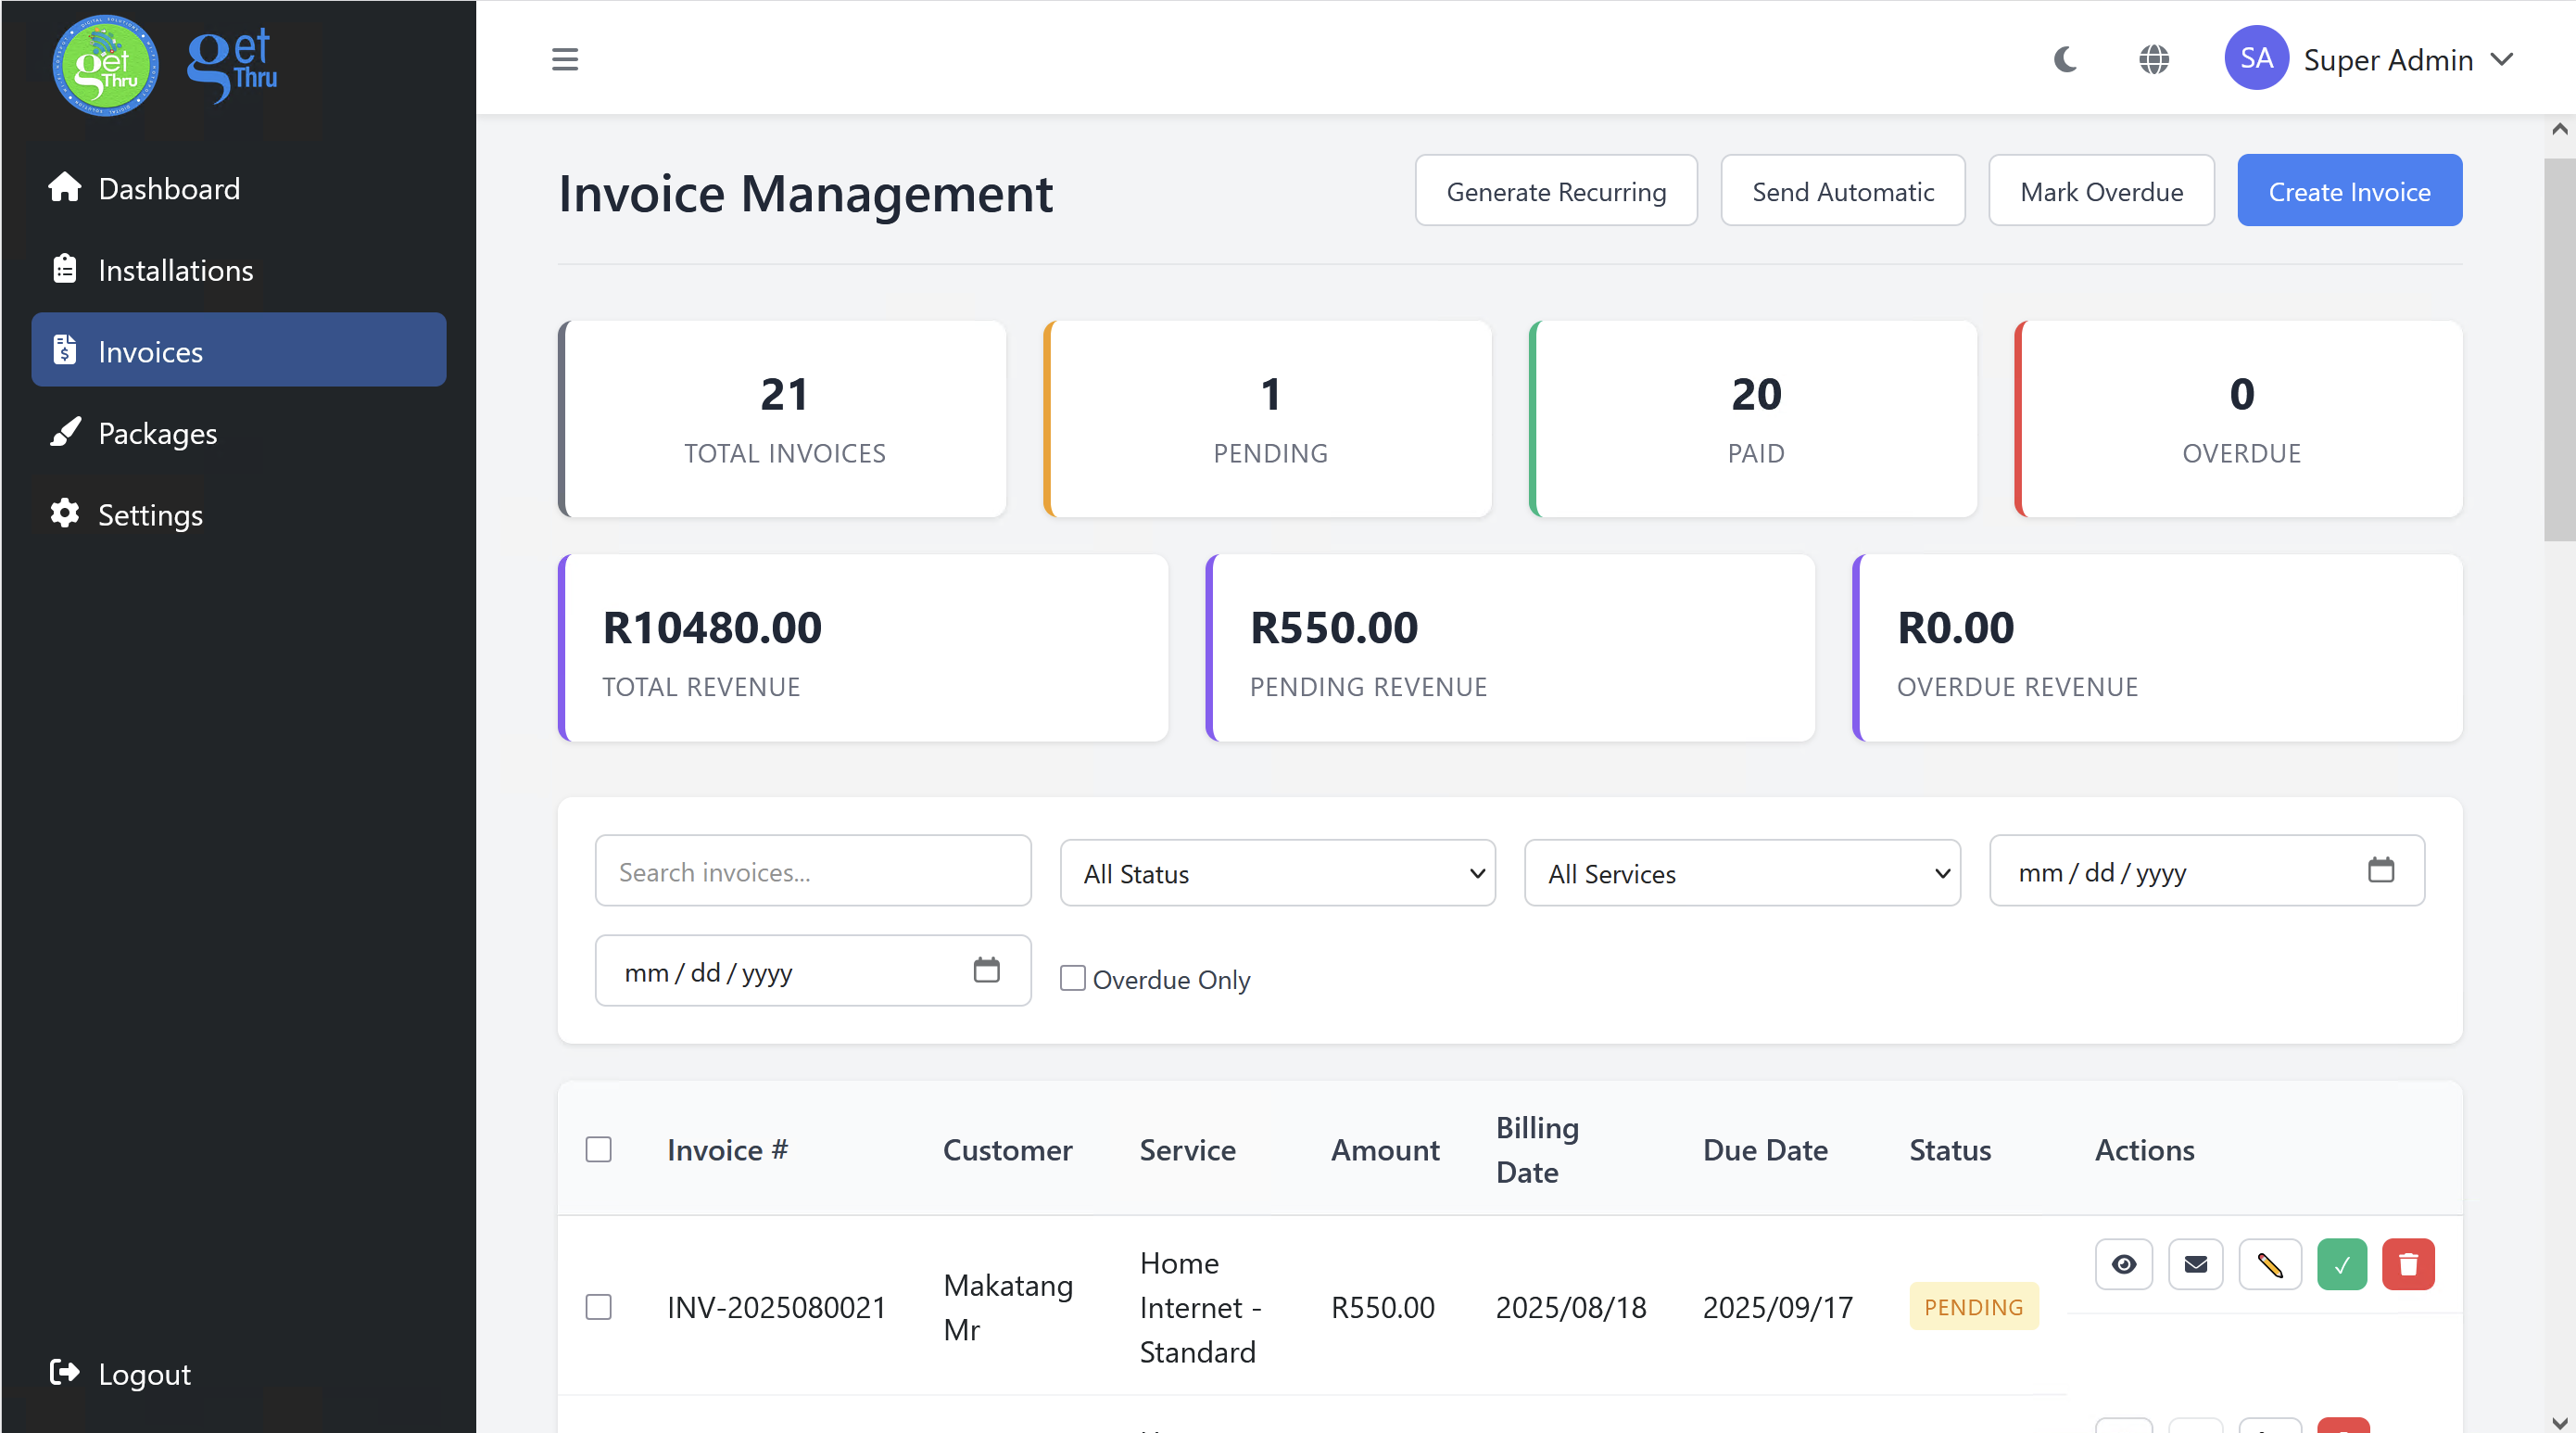 get
Thru
get
Thru
SA
Super Admin
Dashboard
Installations
Invoices
Packages
Settings
Logout
Invoice Management
Generate Recurring
Send Automatic
Mark Overdue
Create Invoice
21
TOTAL INVOICES
1
PENDING
20
PAID
0
OVERDUE
R10480.00
TOTAL REVENUE
R550.00
PENDING REVENUE
R0.00
OVERDUE REVENUE
Search invoices...
All Status
All Services
mm / dd / yyyy
mm / dd / yyyy
Overdue Only
Invoice #
Customer
Service
Amount
Billing
Date
Due Date
Status
Actions
INV-2025080021
Makatang
Mr
Home
Internet -
Standard
R550.00
2025/08/18
2025/09/17
PENDING